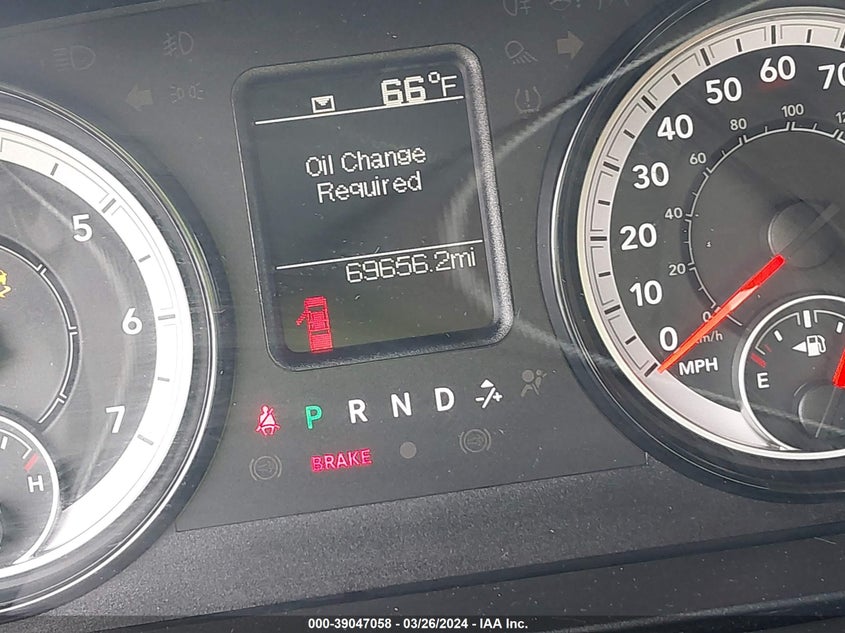 66°F
Oil Change
Required
69656.2mi
5
6
7
H
P R N D
BRAKE
0 10 20 30 40 50 60 70
MPH
0 20 40 60 80 100
km/h
E
000-39047058 - 03/26/2024 - IAA Inc.